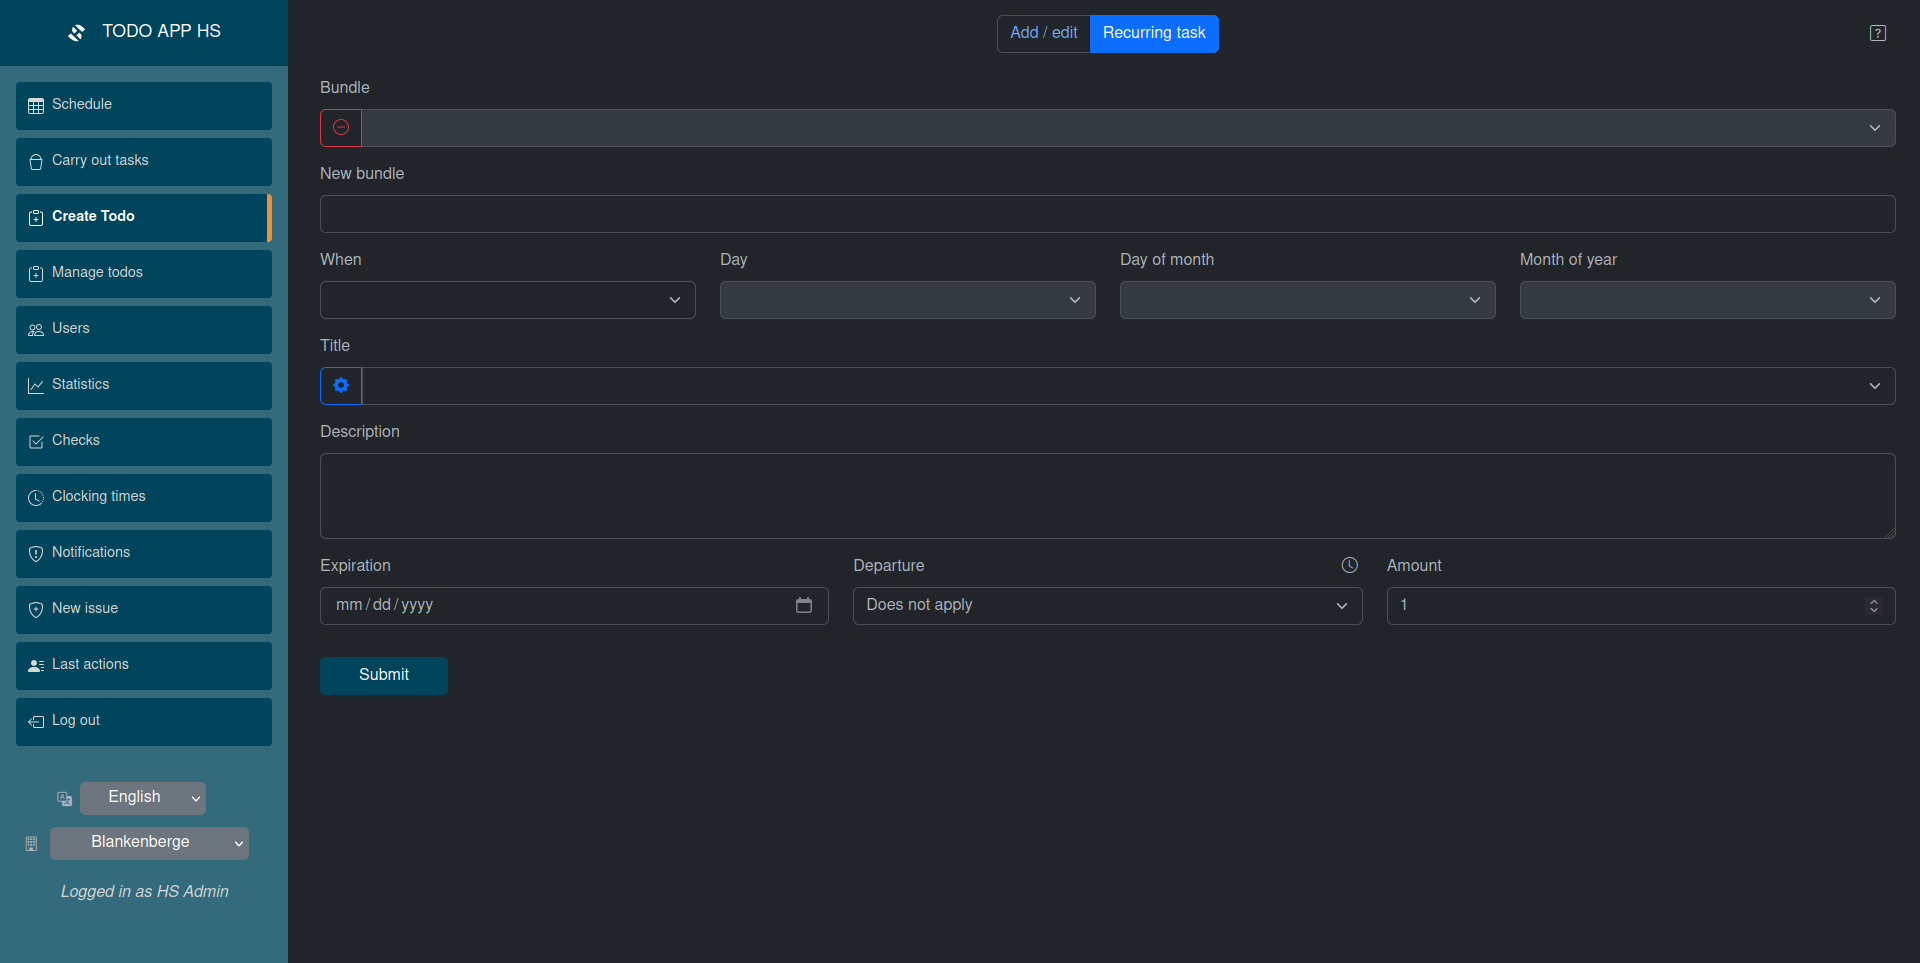 TODO APP HS
Schedule
Carry out tasks
Create Todo
Manage todos
Users
Statistics
Checks
Clocking times
Notifications
New issue
Last actions
Log out
English
Blankenberge
Logged in as HS Admin
Add / edit
Recurring task
Bundle
New bundle
When
Day
Day of month
Month of year
Title
Description
Expiration
Departure
Amount
mm/dd/yyyy
Does not apply
1
Submit